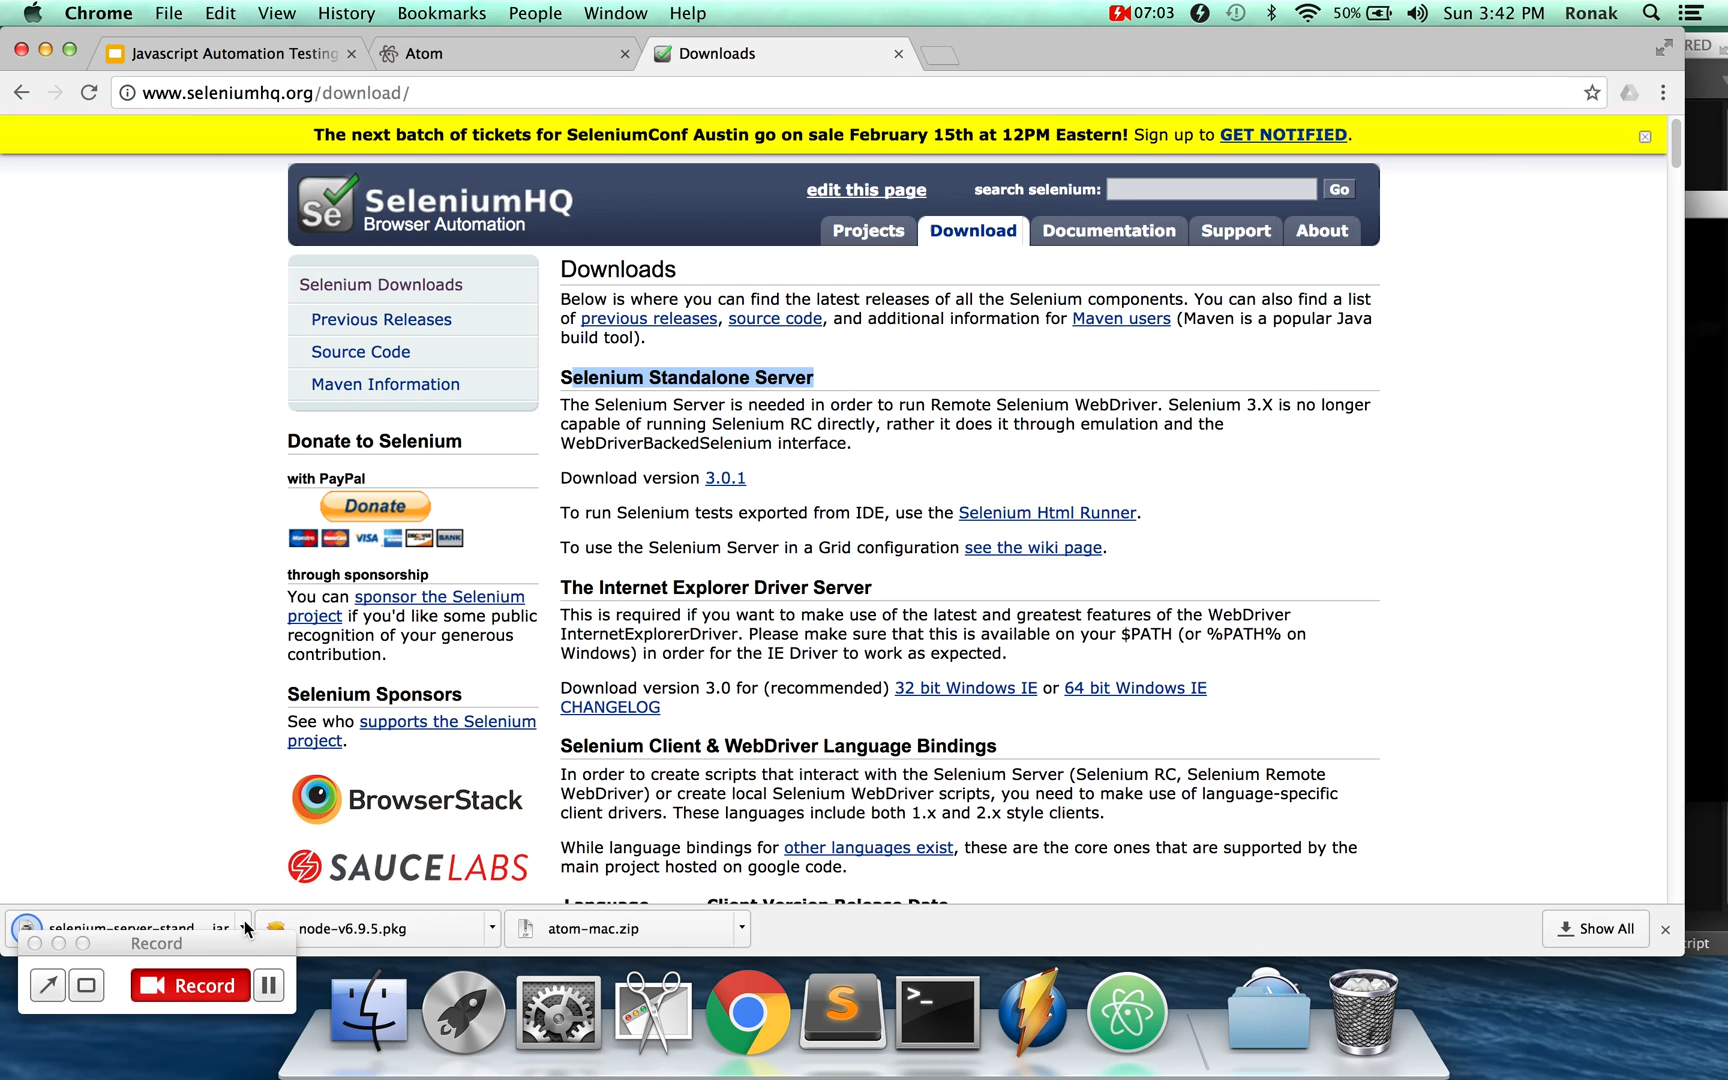 Chrome File Edit View History Bookmarks People Window Help 07:03 50% Sun 3:42 PM Ronak
Javascript Automation Testing Atom Downloads
RED
www.seleniumhq.org/download/
The next batch of tickets for SeleniumConf Austin go on sale February 15th at 12PM Eastern! Sign up to GET NOTIFIED.
Se SeleniumHQ
Browser Automation
edit this page search selenium: Go
Projects Download Documentation Support About
Selenium Downloads
Previous Releases
Source Code
Maven Information
Donate to Selenium
with PayPal
Donate
Maestro MasterCard VISA DISCOVER BANK
through sponsorship
You can sponsor the Selenium
project if you'd like some public
recognition of your generous
contribution.
Selenium Sponsors
See who supports the Selenium
project.
BrowserStack
SAUCELABS
Downloads
Below is where you can find the latest releases of all the Selenium components. You can also find a list
of previous releases, source code, and additional information for Maven users (Maven is a popular Java
build tool).
Selenium Standalone Server
The Selenium Server is needed in order to run Remote Selenium WebDriver. Selenium 3.X is no longer
capable of running Selenium RC directly, rather it does it through emulation and the
WebDriverBackedSelenium interface.
Download version 3.0.1
To run Selenium tests exported from IDE, use the Selenium Html Runner.
To use the Selenium Server in a Grid configuration see the wiki page.
The Internet Explorer Driver Server
This is required if you want to make use of the latest and greatest features of the WebDriver
InternetExplorerDriver. Please make sure that this is available on your $PATH (or %PATH% on
Windows) in order for the IE Driver to work as expected.
Download version 3.0 for (recommended) 32 bit Windows IE or 64 bit Windows IE
CHANGELOG
Selenium Client & WebDriver Language Bindings
In order to create scripts that interact with the Selenium Server (Selenium RC, Selenium Remote
WebDriver) or create local Selenium WebDriver scripts, you need to make use of language-specific
client drivers. These languages include both 1.x and 2.x style clients.
While language bindings for other languages exist, these are the core ones that are supported by the
main project hosted on google code.
Language Client Version Release Date
selenium-server-stand....jar node-v6.9.5.pkg atom-mac.zip Show All
cript
Record
Record